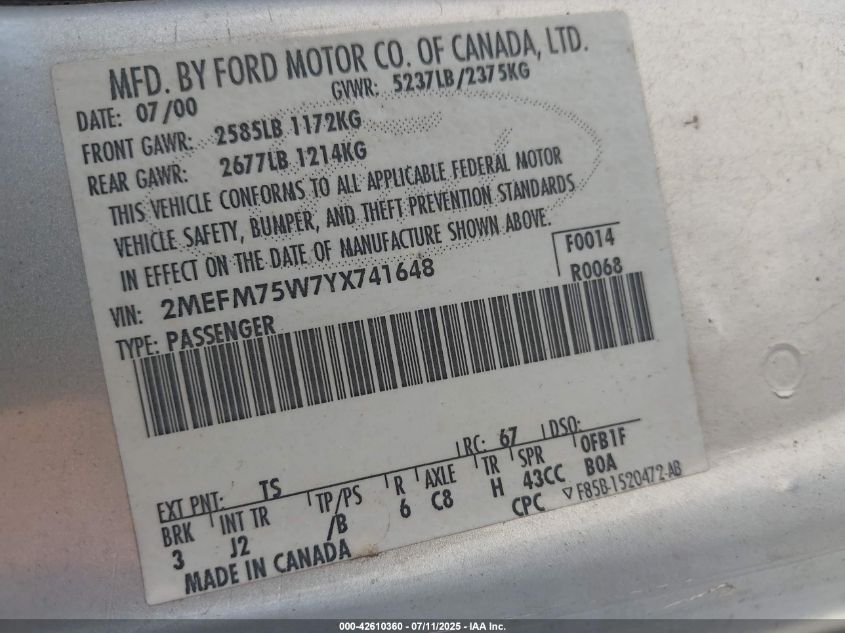 MFD. BY FORD MOTOR CO. OF CANADA, LTD.
DATE: 07/00 GVWR: 5237LB/2375KG
FRONT GAWR: 2585LB 1172KG
REAR GAWR: 2677LB 1214KG
THIS VEHICLE CONFORMS TO ALL APPLICABLE FEDERAL MOTOR
VEHICLE SAFETY, BUMPER, AND THEFT PREVENTION STANDARDS
IN EFFECT ON THE DATE OF MANUFACTURE SHOWN ABOVE.
VIN: 2MEFM75W7YX741648 F0014
TYPE: PASSENGER R0068
EXT PNT: TS RC: 67 DSO:
BRK INT TR TP/PS R AXLE TR SPR 0FB1F
3 J2 /B 6 C8 H 43CC B0A
MADE IN CANADA CPC F85B-1520472-AB
000-42610360 - 07/11/2025 - IAA Inc.